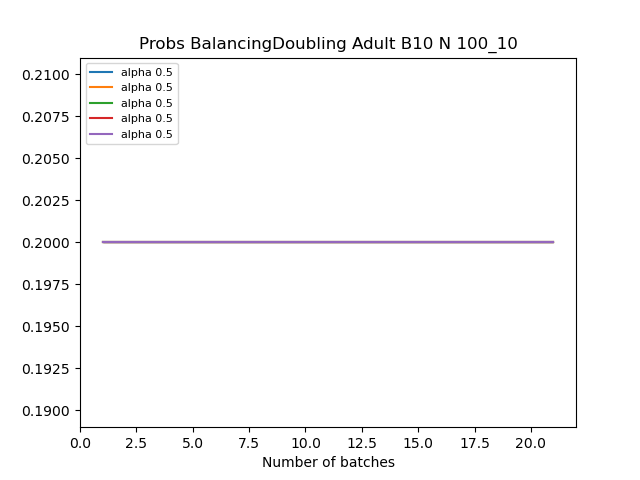 Probs BalancingDoubling Adult B10 N 100_10
alpha 0.5
alpha 0.5
alpha 0.5
alpha 0.5
alpha 0.5
0.2100
0.2075
0.2050
0.2025
0.2000
0.1975
0.1950
0.1925
0.1900
0.0 2.5 5.0 7.5 10.0 12.5 15.0 17.5 20.0
Number of batches